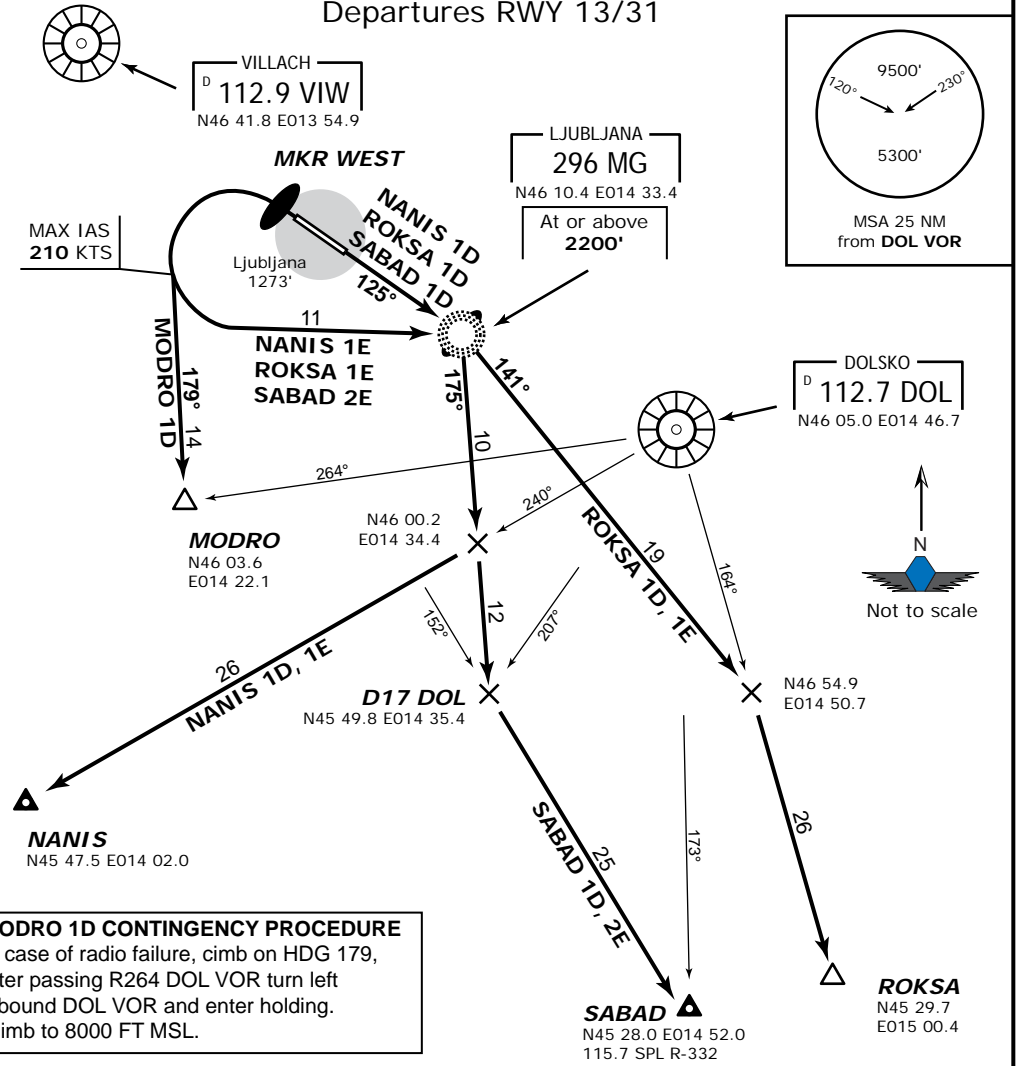 Departures RWY 13/31
VILLACH
D 112.9 VIW
N46 41.8 E013 54.9
9500'
120°
230°
5300'
MSA 25 NM
from DOL VOR
LJUBLJANA
296 MG
N46 10.4 E014 33.4
At or above
2200'
MKR WEST
NANIS 1D
ROKSA 1D
SABAD 1D
125°
MAX IAS
210 KTS
Ljubljana
1273'
11
NANIS 1E
ROKSA 1E
SABAD 2E
MODRO 1D
179°
14
175°
10
141°
DOLSKO
D 112.7 DOL
N46 05.0 E014 46.7
264°
240°
MODRO
N46 03.6
E014 22.1
N46 00.2
E014 34.4
ROKSA 1D, 1E
19
164°
N
Not to scale
152°
12
207°
26
NANIS 1D, 1E
D17 DOL
N45 49.8 E014 35.4
N46 54.9
E014 50.7
NANIS
N45 47.5 E014 02.0
SABAD 1D, 2E
25
173°
26
ODRO 1D CONTINGENCY PROCEDURE
case of radio failure, cimb on HDG 179,
ter passing R264 DOL VOR turn left
bound DOL VOR and enter holding.
imb to 8000 FT MSL.
SABAD
N45 28.0 E014 52.0
115.7 SPL R-332
ROKSA
N45 29.7
E015 00.4